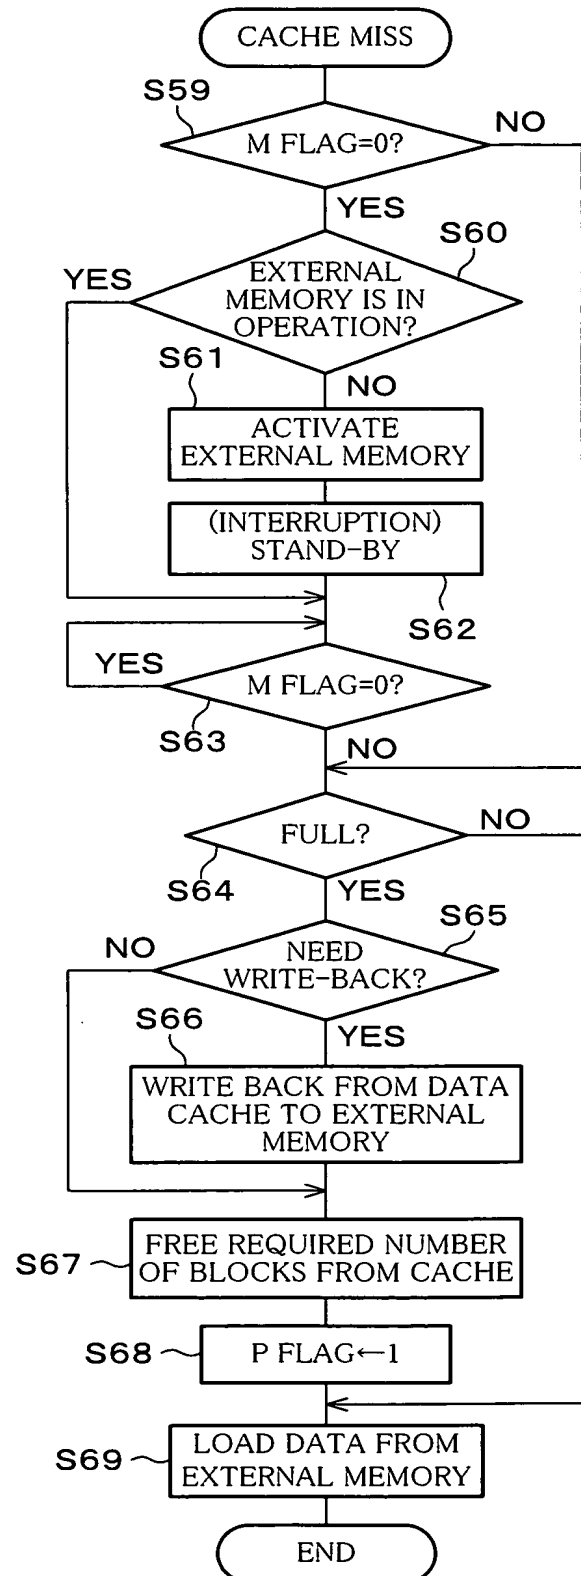 CACHE MISS
S59
M FLAG=0?
NO
YES
S60
YES
EXTERNAL
MEMORY IS IN
OPERATION?
S61
NO
ACTIVATE
EXTERNAL MEMORY
(INTERRUPTION)
STAND-BY
S62
YES
M FLAG=0?
S63
NO
FULL?
NO
S64
YES
S65
NO
NEED
WRITE-BACK?
S66
YES
WRITE BACK FROM DATA
CACHE TO EXTERNAL
MEMORY
S67
FREE REQUIRED NUMBER
OF BLOCKS FROM CACHE
S68
P FLAG←1
S69
LOAD DATA FROM
EXTERNAL MEMORY
END